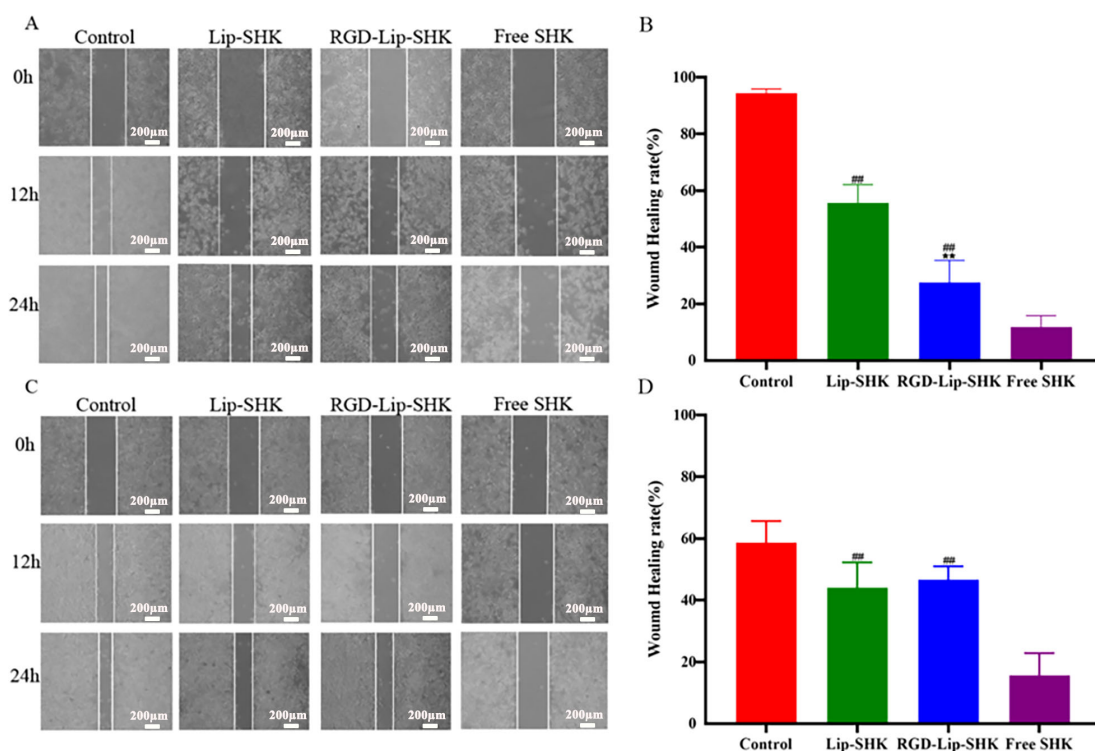 A
Control Lip-SHK RGD-Lip-SHK Free SHK
0h
200μm 200μm 200μm 200μm
12h
200μm 200μm 200μm 200μm
24h
200μm 200μm 200μm 200μm
B
Woumd Healing rate(%)
100
80
60
40
20
0
##
##
**
Control Lip-SHK RGD-Lip-SHK Free SHK
C
Control Lip-SHK RGD-Lip-SHK Free SHK
0h
200μm 200μm 200μm 200μm
12h
200μm 200μm 200μm 200μm
24h
200μm 200μm 200μm 200μm
D
Woumd Healing rate(%)
100
80
60
40
20
0
## ##
Control Lip-SHK RGD-Lip-SHK Free SHK